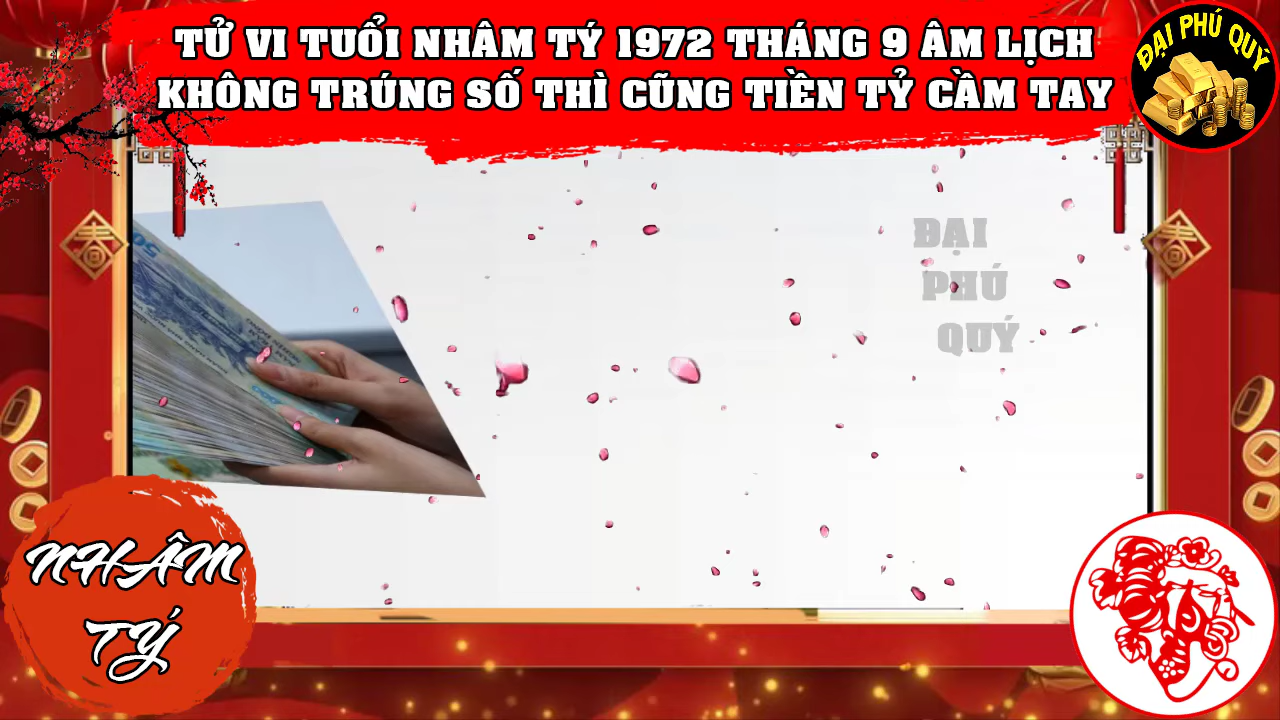 TỬ VI TUỔI NHÂM TÝ 1972 THÁNG 9 ÂM LỊCH
KHÔNG TRÚNG SỐ THÌ CŨNG TIỀN TỶ CẦM TAY
ĐẠI PHÚ QUÝ
ĐẠI
PHÚ
QUÝ
NHÂM
TÝ